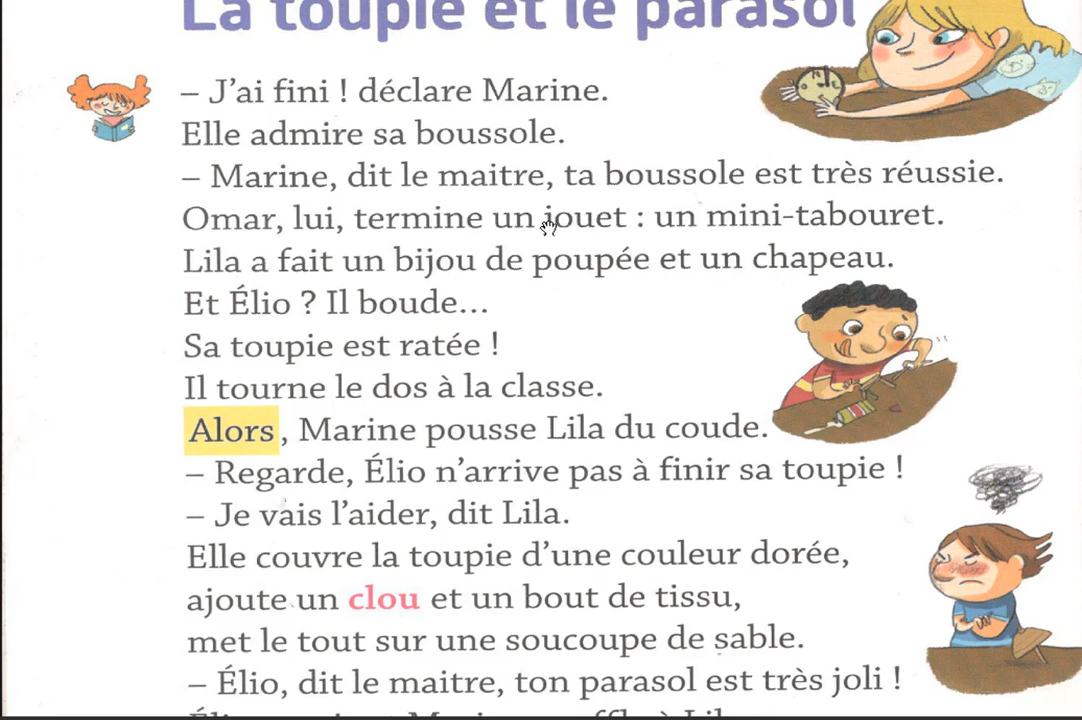 La toupie et le parasol
– J'ai fini ! déclare Marine.
Elle admire sa boussole.
– Marine, dit le maitre, ta boussole est très réussie.
Omar, lui, termine un jouet : un mini-tabouret.
Lila a fait un bijou de poupée et un chapeau.
Et Élio ? Il boude...
Sa toupie est ratée !
Il tourne le dos à la classe.
Alors, Marine pousse Lila du coude.
– Regarde, Élio n'arrive pas à finir sa toupie !
– Je vais l'aider, dit Lila.
Elle couvre la toupie d'une couleur dorée,
ajoute un clou et un bout de tissu,
met le tout sur une soucoupe de sable.
– Élio, dit le maitre, ton parasol est très joli !